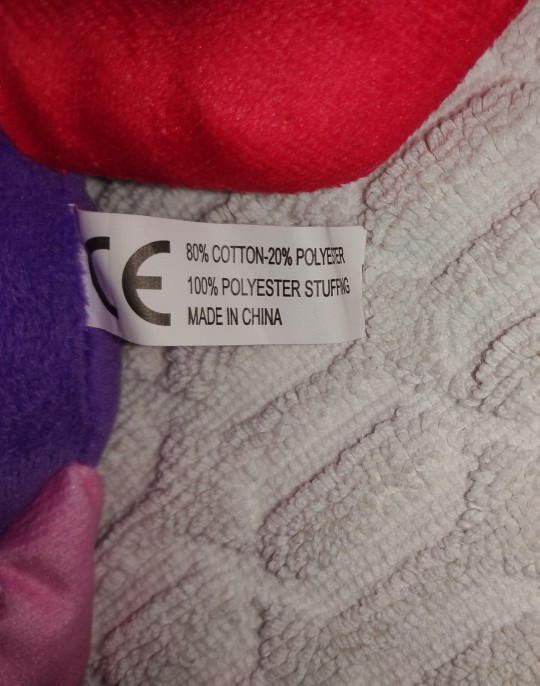 CE
80% COTTON-20% POLYESTER
100% POLYESTER STUFFING
MADE IN CHINA